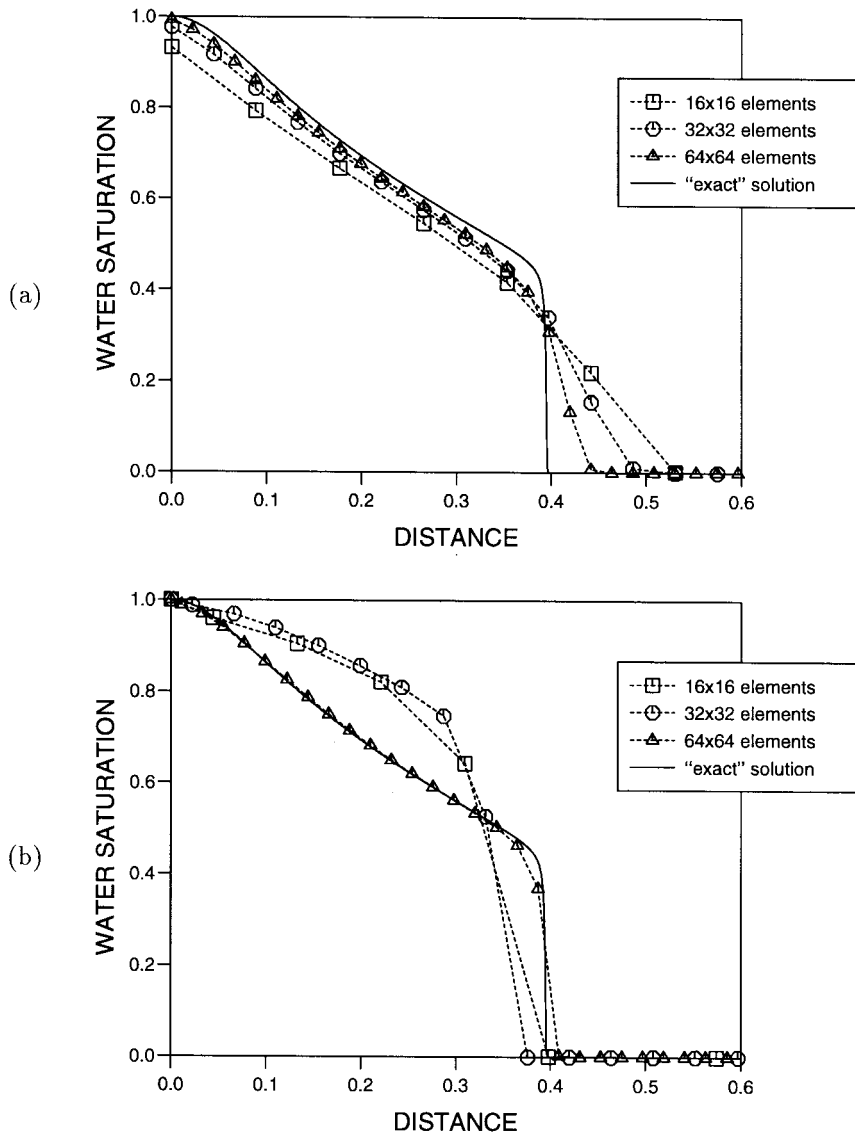 (a)
WATER SATURATION
1.0
0.8
0.6
0.4
0.2
0.0
0.0 0.1 0.2 0.3 0.4 0.5 0.6
DISTANCE
16x16 elements
32x32 elements
64x64 elements
"exact" solution
(b)
WATER SATURATION
1.0
0.8
0.6
0.4
0.2
0.0
0.0 0.1 0.2 0.3 0.4 0.5 0.6
DISTANCE
16x16 elements
32x32 elements
64x64 elements
"exact" solution